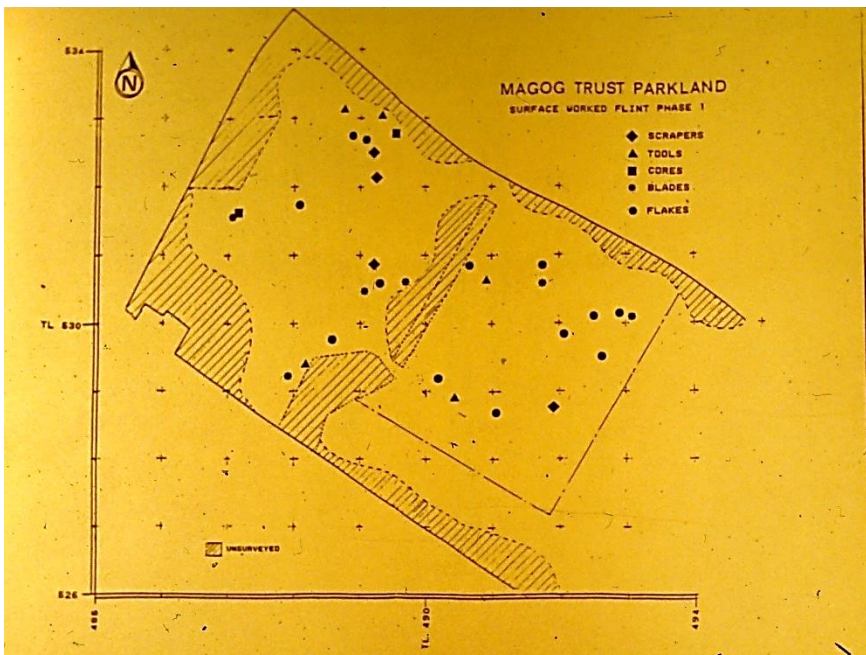 534
N
MAGOG TRUST PARKLAND
SURFACE WORKED FLINT PHASE 1
SCRAPERS
TOOLS
CORES
BLADES
FLAKES
TL 530
UNSURVEYED
526
486
TL. 490
494